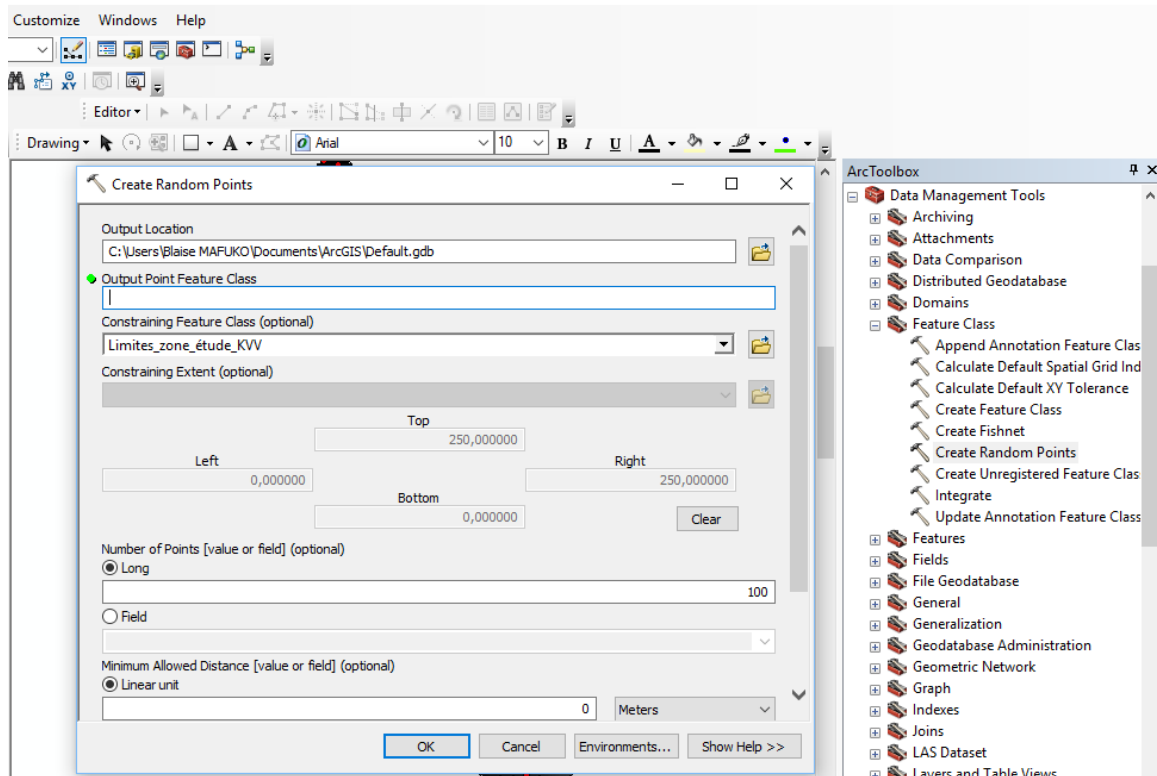 Customize Windows Help
XY
Editor
Drawing A Arial 10 B I U A
Create Random Points
Output Location
C:\Users\Blaise MAFUKO\Documents\ArcGIS\Default.gdb
Output Point Feature Class
Constraining Feature Class (optional)
Limites_zone_étude_KVV
Constraining Extent (optional)
Top
250,000000
Left
Right
0,000000
250,000000
Bottom
0,000000
Clear
Number of Points [value or field] (optional)
Long
100
Field
Minimum Allowed Distance [value or field] (optional)
Linear unit
0 Meters
OK Cancel Environments... Show Help >>
ArcToolbox
Data Management Tools
Archiving
Attachments
Data Comparison
Distributed Geodatabase
Domains
Feature Class
Append Annotation Feature Clas
Calculate Default Spatial Grid Ind
Calculate Default XY Tolerance
Create Feature Class
Create Fishnet
Create Random Points
Create Unregistered Feature Clas
Integrate
Update Annotation Feature Class
Features
Fields
File Geodatabase
General
Generalization
Geodatabase Administration
Geometric Network
Graph
Indexes
Joins
LAS Dataset
Layers and Table Views